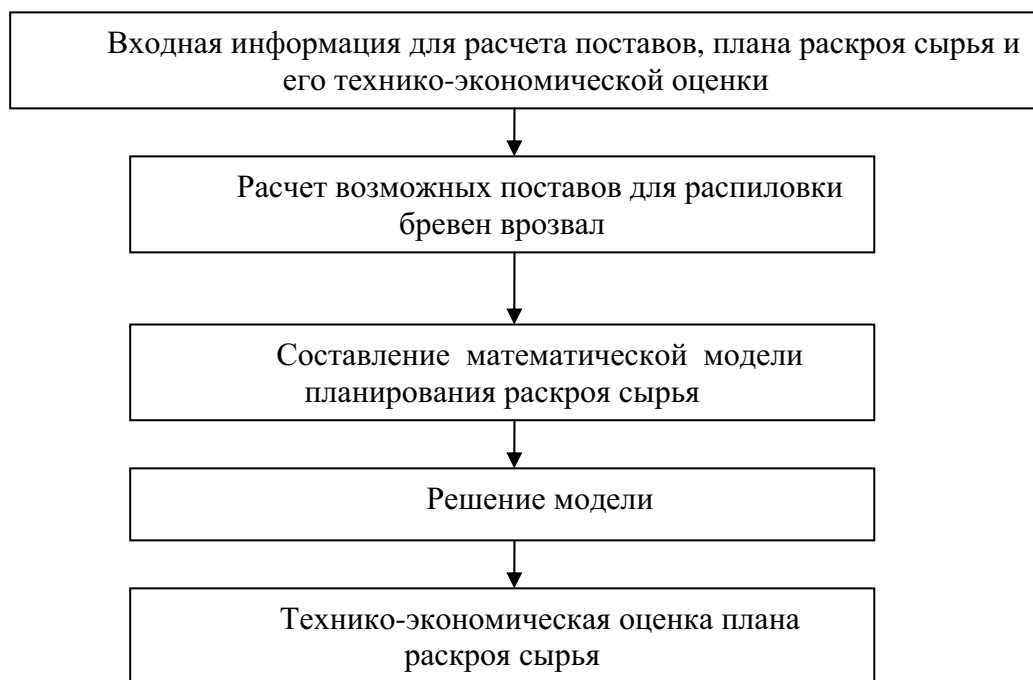 Входная информация для расчета поставов, плана раскроя сырья и
его технико-экономической оценки
Расчет возможных поставов для распиловки
бревен врозвал
Составление математической модели
планирования раскроя сырья
Решение модели
Технико-экономическая оценка плана
раскроя сырья